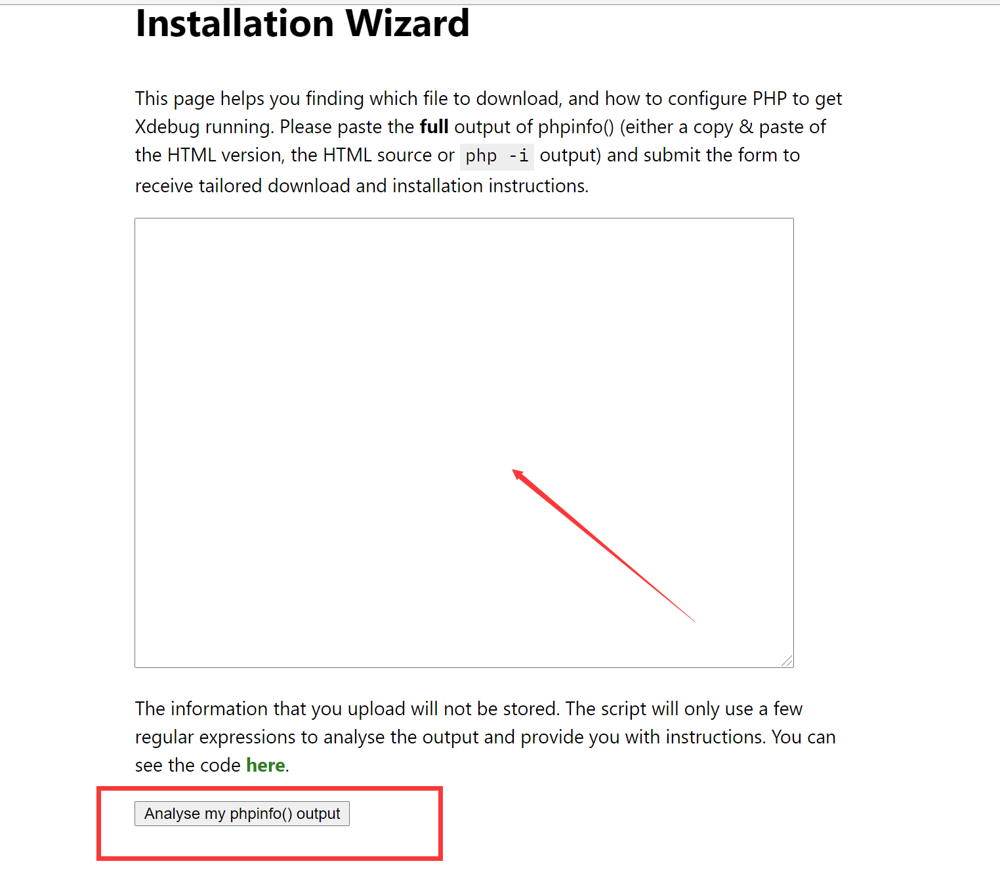 Installation Wizard
This page helps you finding which file to download, and how to configure PHP to get
Xdebug running. Please paste the full output of phpinfo() (either a copy & paste of
the HTML version, the HTML source or php -i output) and submit the form to
receive tailored download and installation instructions.
The information that you upload will not be stored. The script will only use a few
regular expressions to analyse the output and provide you with instructions. You can
see the code here.
Analyse my phpinfo() output